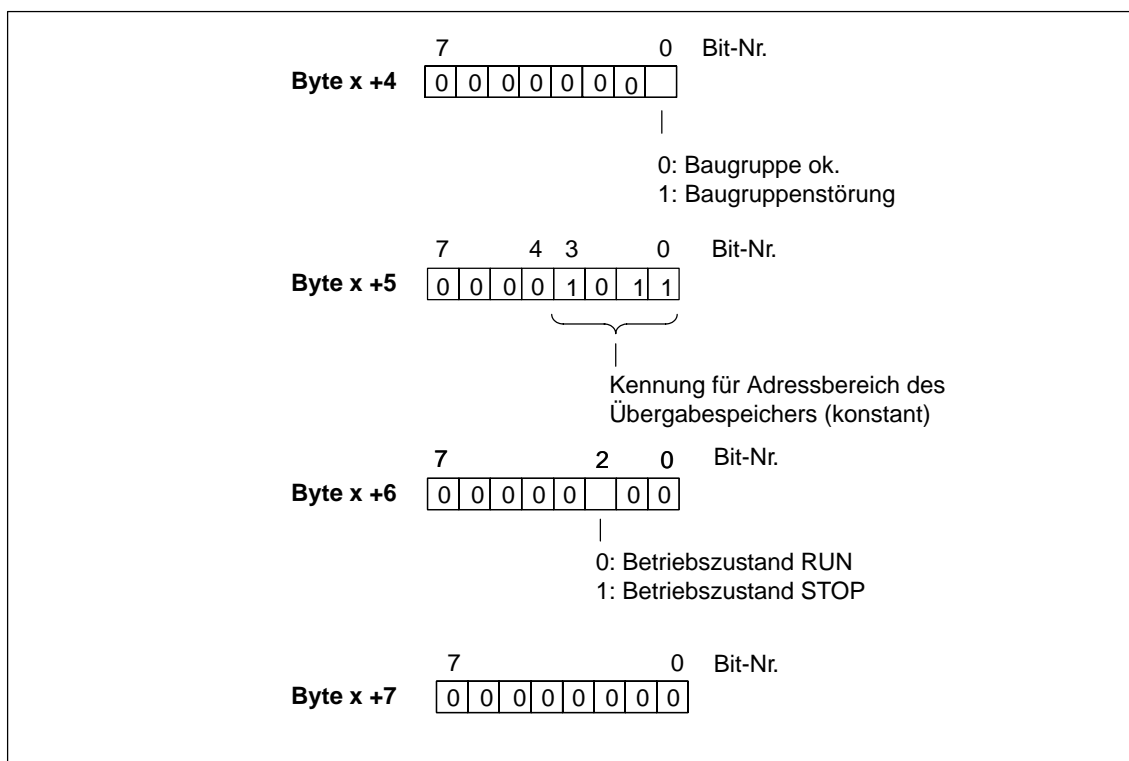 7 0 Bit-Nr.
Byte x +4 0 0 0 0 0 0 0
0: Baugruppe ok.
1: Baugruppenstörung
7 4 3 0 Bit-Nr.
Byte x +5 0 0 0 0 1 0 1 1
Kennung für Adressbereich des
Übergabespeichers (konstant)
7 2 0 Bit-Nr.
Byte x +6 0 0 0 0 0 0 0
0: Betriebszustand RUN
1: Betriebszustand STOP
7 0 Bit-Nr.
Byte x +7 0 0 0 0 0 0 0 0